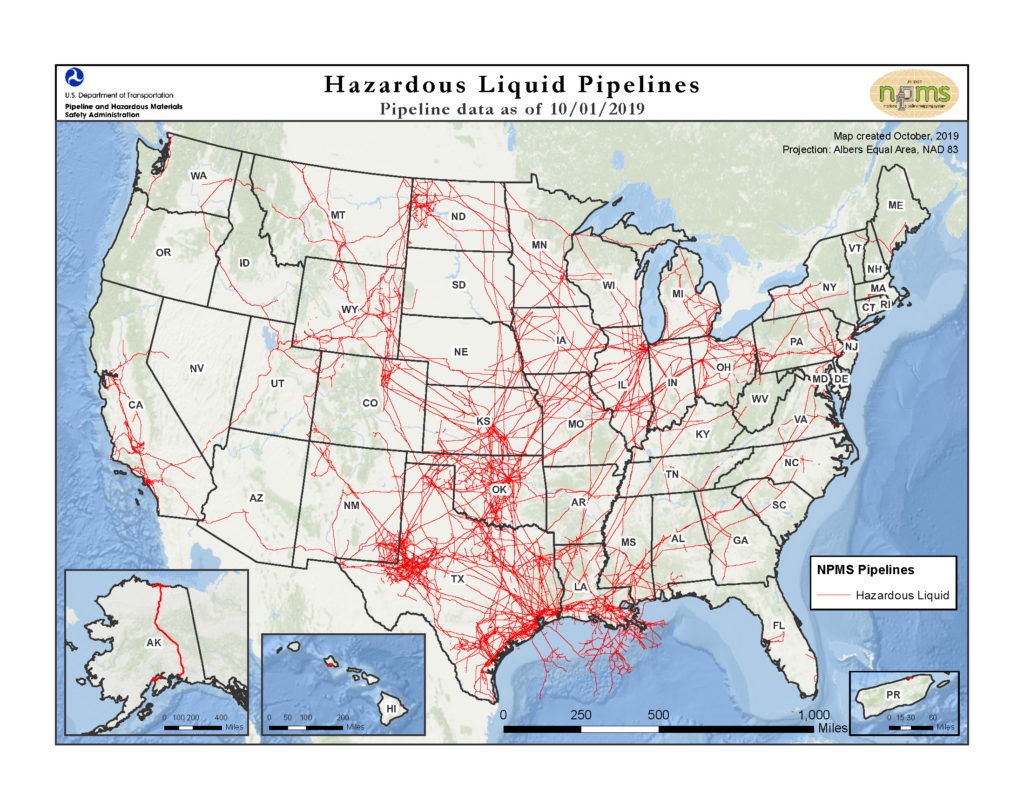 U.S. Department of Transportation
Pipeline and Hazardous Materials
Safety Administration
Hazardous Liquid Pipelines
Pipeline data as of 10/01/2019
npms
Map created October, 2019
Projection: Albers Equal Area, NAD 83
WA
MT
ND
ME
OR
ID
MN
VT
NH
SD
WI
MI
NY
MA
CT RI
WY
IA
PA
NJ
NE
OH
NV
UT
CO
IL
IN
MD DE
CA
KS
MO
WV
VA
KY
NC
TN
AZ
NM
OK
AR
SC
MS
AL
GA
TX
LA
FL
NPMS Pipelines
Hazardous Liquid
AK
0 100 200 400
Miles
HI
0 50 100 200
Miles
0 250 500 1,000
Miles
PR
0 15 30 60
Miles